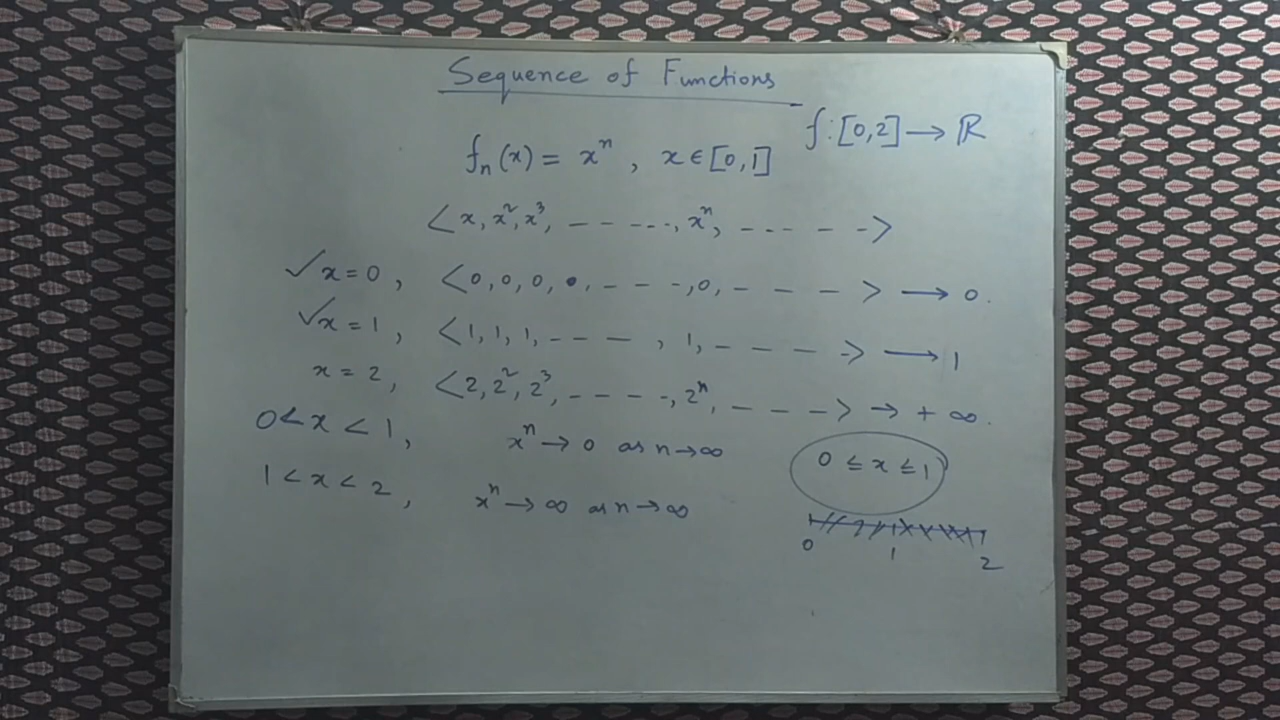 Sequence of Functions
f : [0,2] → ℝ
fₙ(x) = xⁿ , x ∈ [0,1]
< x, x², x³, - - - - - , xⁿ, - - - - - >
✓ x = 0 , < 0, 0, 0, 0, - - - , 0, - - - - > → 0.
✓ x = 1 , < 1, 1, 1, - - - - , 1, - - - - > → 1
x = 2 , < 2, 2², 2³, - - - - - , 2ⁿ, - - - - > → + ∞.
0 < x < 1 , xⁿ → 0 as n → ∞
0 ≤ x ≤ 1
1 < x < 2 , xⁿ → ∞ as n → ∞
0 1 2